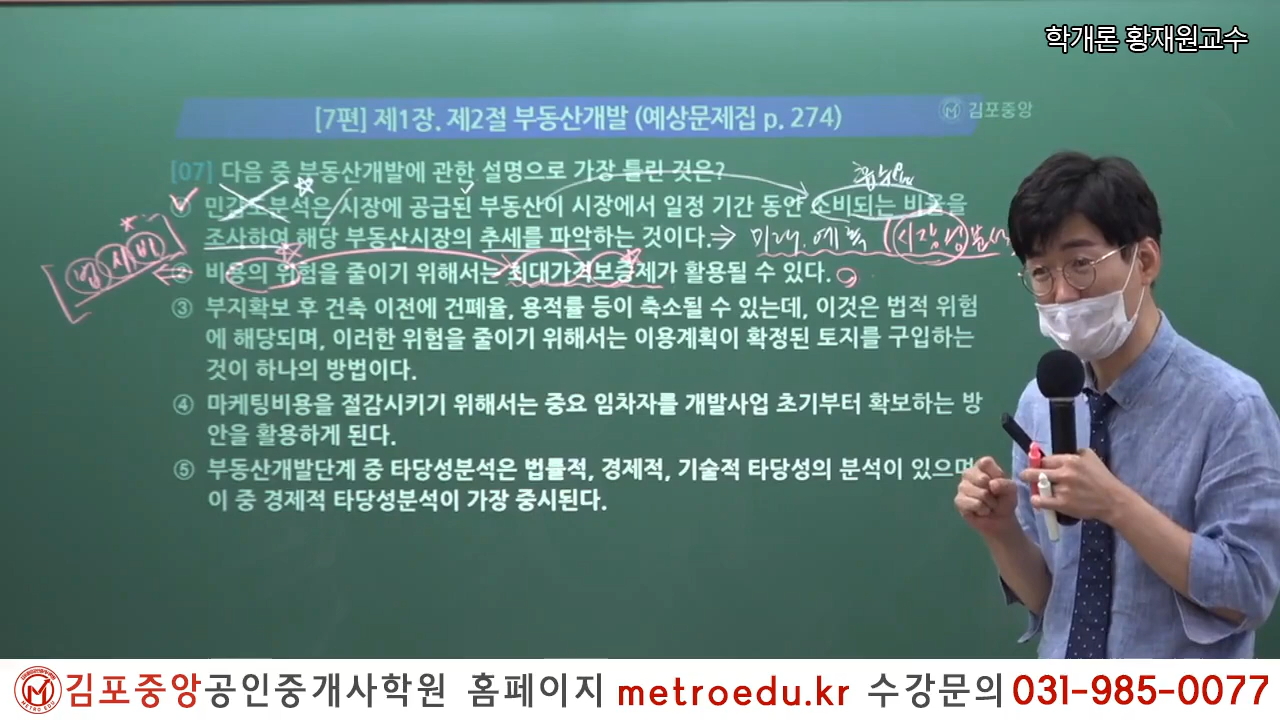 학개론 황재원교수
[7편] 제1장. 제2절 부동산개발 (예상문제집 p. 274)
김포중앙
[07] 다음 중 부동산개발에 관한 설명으로 가장 틀린 것은?
흡수율
① 민감도분석은 시장에 공급된 부동산이 시장에서 일정 기간 동안 소비되는 비율을
조사하여 해당 부동산시장의 추세를 파악하는 것이다. ⇒ 미래.예측 (시장성분석
법 시 비
② 비용의 위험을 줄이기 위해서는 최대가격보증제가 활용될 수 있다.
③ 부지확보 후 건축 이전에 건폐율, 용적률 등이 축소될 수 있는데, 이것은 법적 위험
에 해당되며, 이러한 위험을 줄이기 위해서는 이용계획이 확정된 토지를 구입하는
것이 하나의 방법이다.
④ 마케팅비용을 절감시키기 위해서는 중요 임차자를 개발사업 초기부터 확보하는 방
안을 활용하게 된다.
⑤ 부동산개발단계 중 타당성분석은 법률적, 경제적, 기술적 타당성의 분석이 있으며
이 중 경제적 타당성분석이 가장 중시된다.
김포중앙공인중개사학원 홈페이지 metroedu.kr 수강문의 031-985-0077